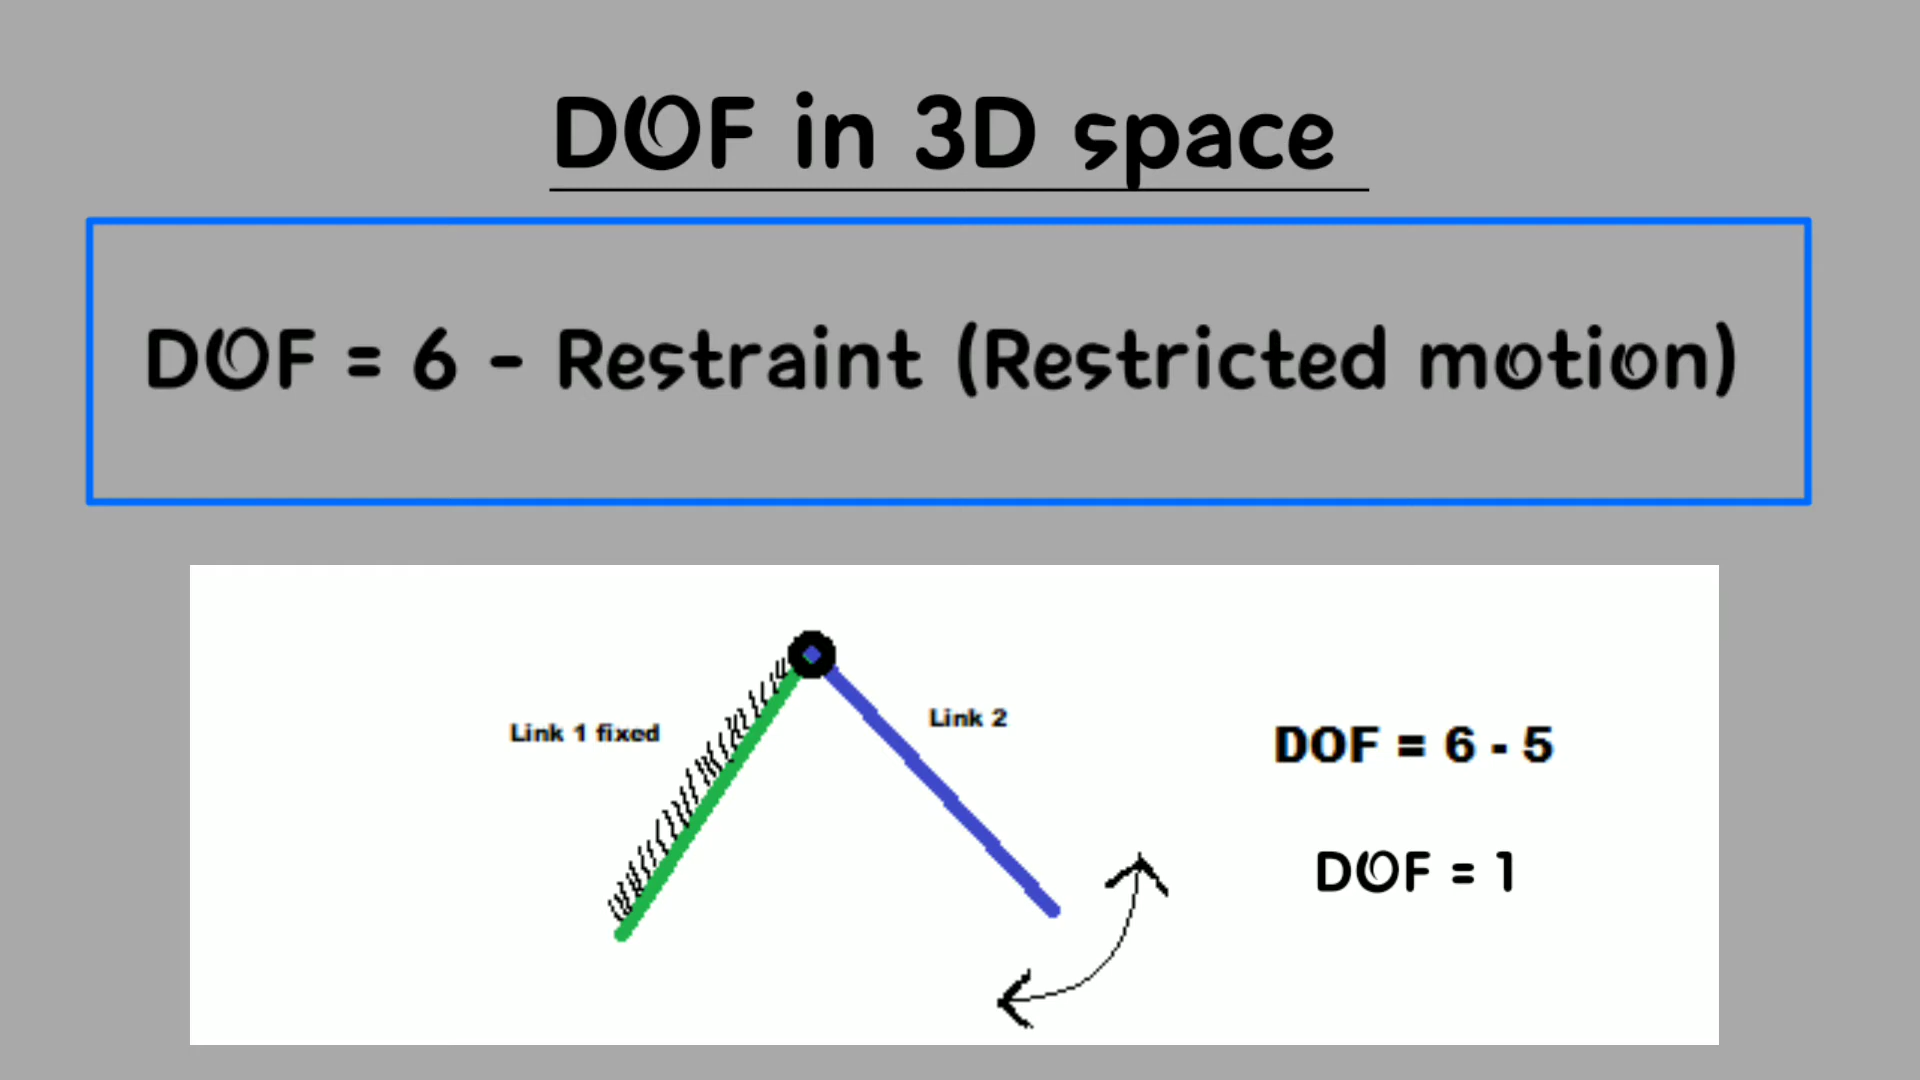 DOF in 3D space
DOF = 6 - Restraint (Restricted motion)
Link 1 fixed
Link 2
DOF = 6 - 5
DOF = 1